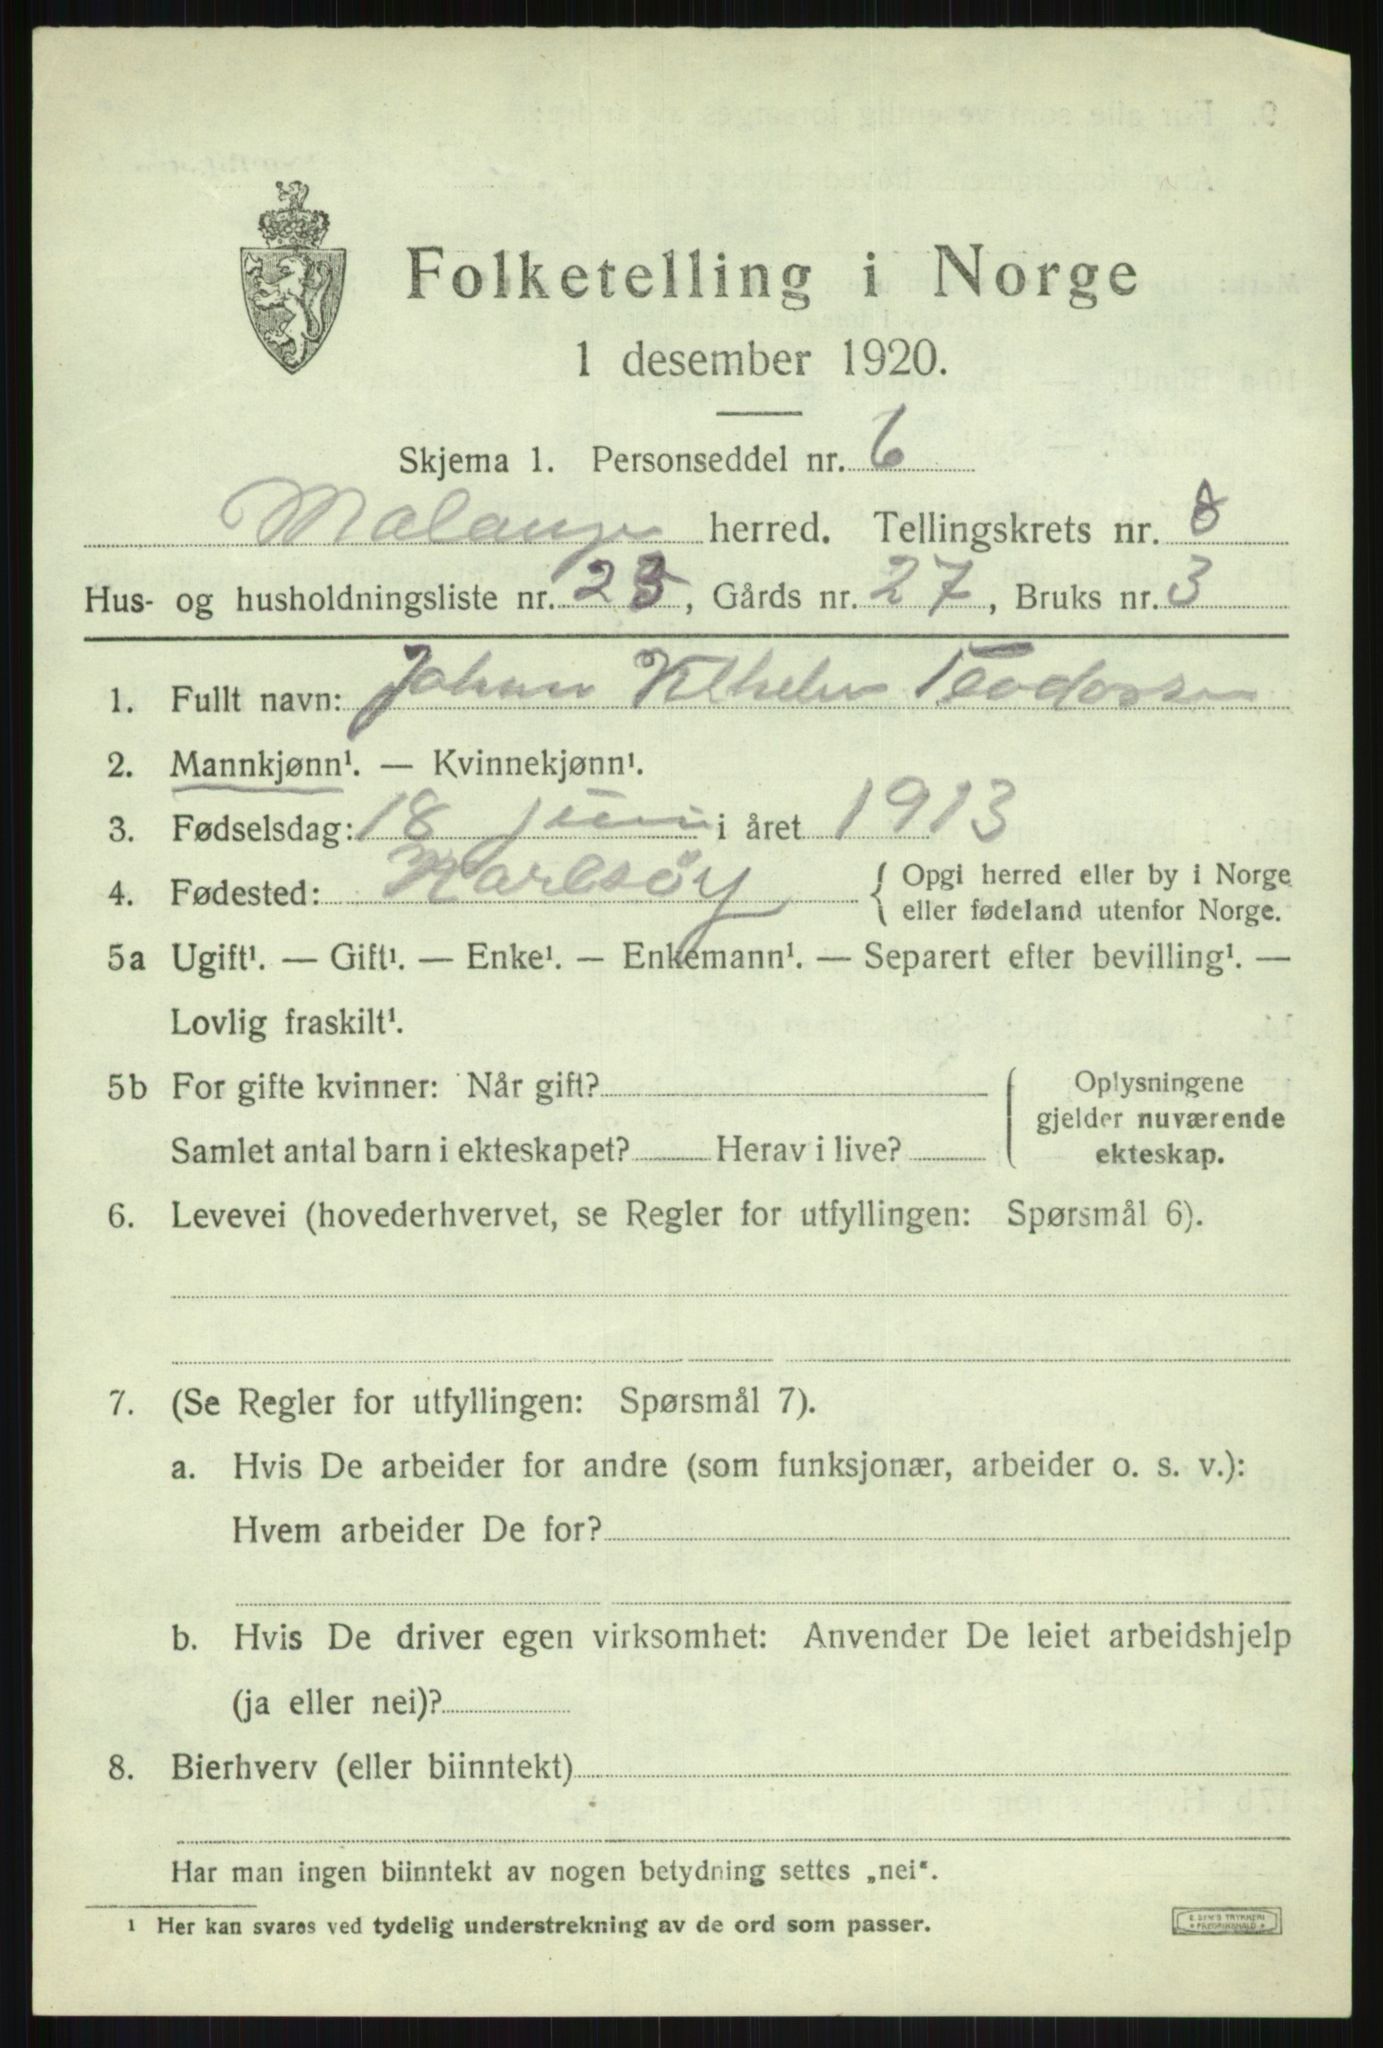 Folketelling i Norge
1 desember 1920.
Skjema 1. Personseddel nr. 6
Malangen herred. Tellingskrets nr. 8
Hus- og husholdningsliste nr. 23, Gårds nr. 27, Bruks nr. 3
1. Fullt navn: Johan Vilhelm Teodorsen
2. Mannkjønn¹. — Kvinnekjønn¹.
3. Fødselsdag: 18 juni i året 1913
4. Fødested: Karlsøy { Opgi herred eller by i Norge
eller fødeland utenfor Norge.
5a Ugift¹. — Gift¹. — Enke¹. — Enkemann¹. — Separert efter bevilling¹. —
Lovlig fraskilt¹.
5b For gifte kvinner: Når gift? Oplysningene
gjelder nuværende
Samlet antal barn i ekteskapet? Herav i live? ekteskap.
6. Levevei (hovederhvervet, se Regler for utfyllingen: Spørsmål 6).
7. (Se Regler for utfyllingen: Spørsmål 7).
a. Hvis De arbeider for andre (som funksjonær, arbeider o. s. v.):
Hvem arbeider De for?
b. Hvis De driver egen virksomhet: Anvender De leiet arbeidshjelp
(ja eller nei)?
8. Bierhverv (eller biinntekt)
Har man ingen biinntekt av nogen betydning settes „nei".
¹ Her kan svares ved tydelig understrekning av de ord som passer.